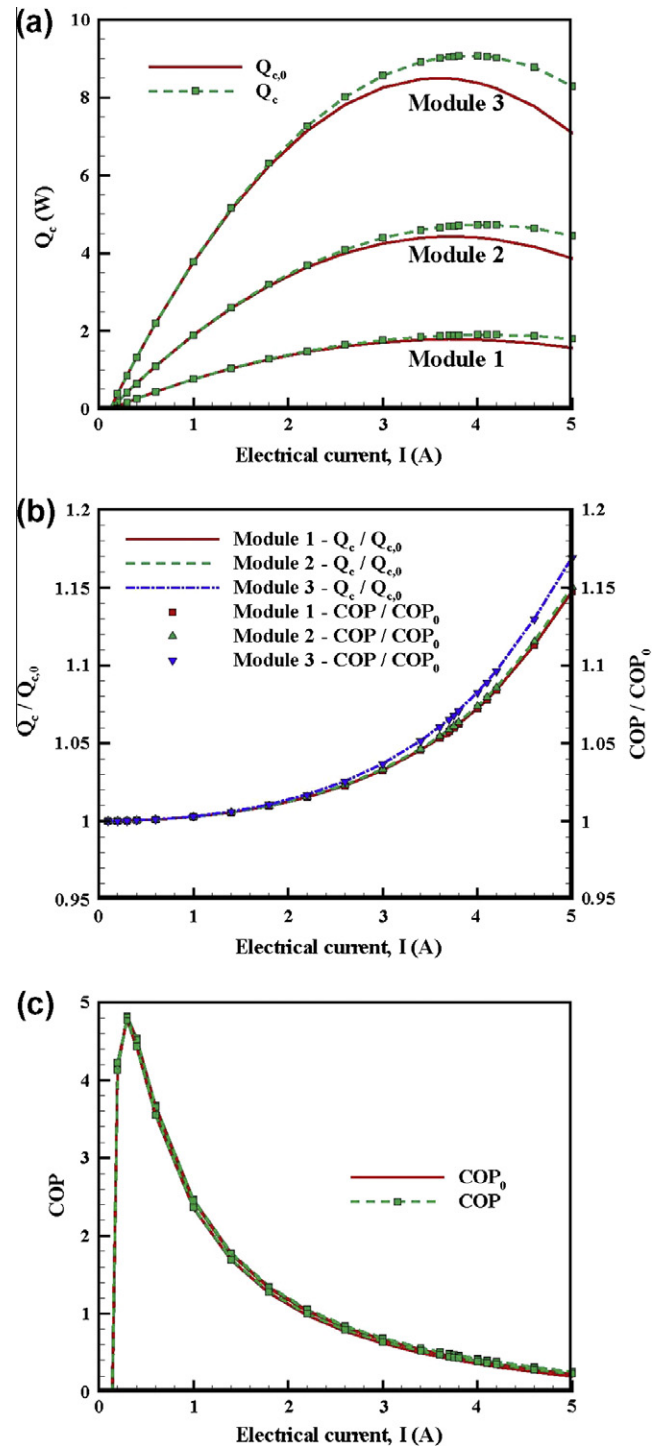 (a)
10
8
6
4
2
0
Q_c (W)
Q_c,0
Q_c
Module 3
Module 2
Module 1
0 1 2 3 4 5
Electrical current, I (A)
(b)
1.2 1.2
1.15 1.15
1.1 1.1
1.05 1.05
1 1
0.95 0.95
Q_c / Q_c,0
COP / COP_0
Module 1 - Q_c / Q_c,0
Module 2 - Q_c / Q_c,0
Module 3 - Q_c / Q_c,0
Module 1 - COP / COP_0
Module 2 - COP / COP_0
Module 3 - COP / COP_0
0 1 2 3 4 5
Electrical current, I (A)
(c)
5
4
3
2
1
0
COP
COP_0
COP
0 1 2 3 4 5
Electrical current, I (A)